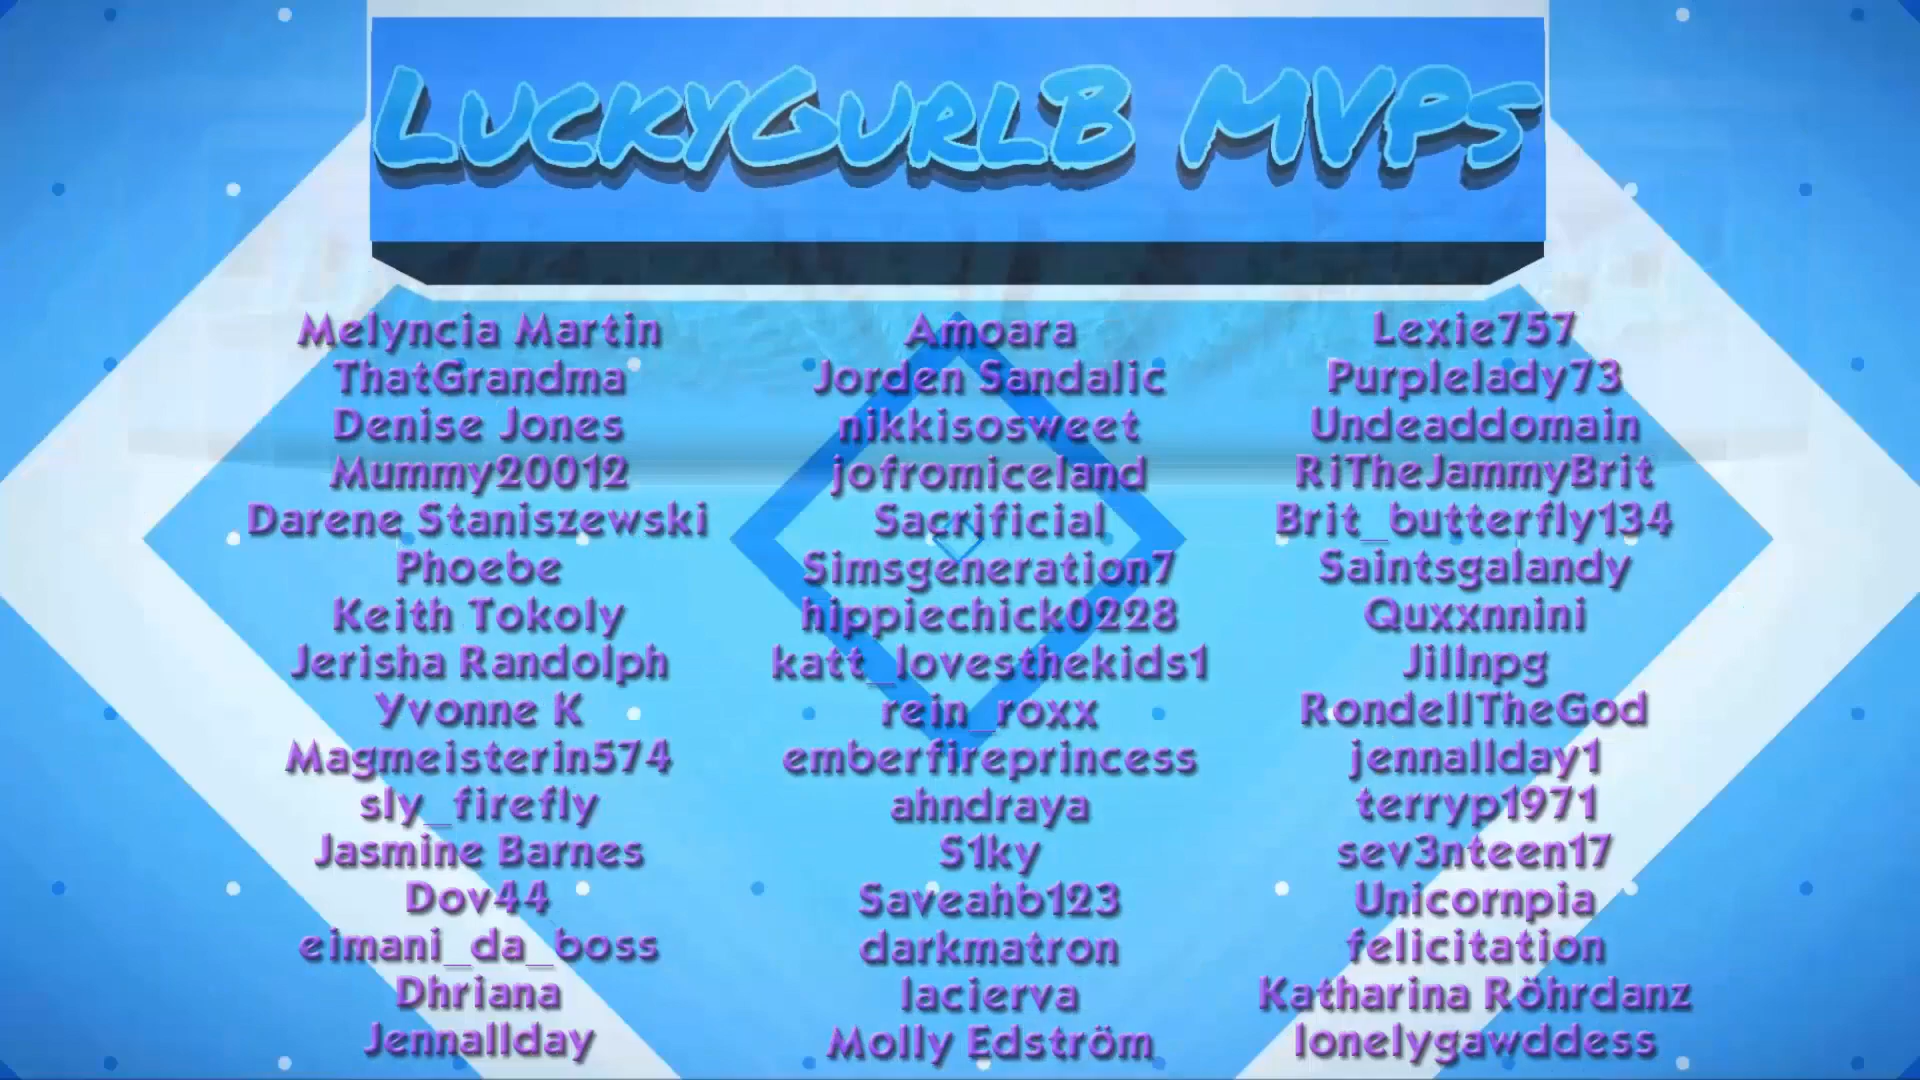 LuckyGurlB MVPs
Melyncia Martin
ThatGrandma
Denise Jones
Mummy20012
Darene Staniszewski
Phoebe
Keith Tokoly
Jerisha Randolph
Yvonne K
Magmeisterin574
sly_firefly
Jasmine Barnes
Dov44
eimani_da_boss
Dhriana
Jennallday
Amoara
Jorden Sandalic
nikkisosweet
jofromiceland
Sacrificial
Simsgeneration7
hippiechick0228
katt_lovesthekids1
rein_roxx
emberfireprincess
ahndraya
S1ky
Saveahb123
darkmatron
lacierva
Molly Edström
Lexie757
Purplelady73
Undeaddomain
RiTheJammyBrit
Brit_butterfly134
Saintsgalandy
Quxxnnini
Jillnpg
RondellTheGod
jennallday1
terryp1971
sev3nteen17
Unicornpia
felicitation
Katharina Röhrdanz
lonelygawddess